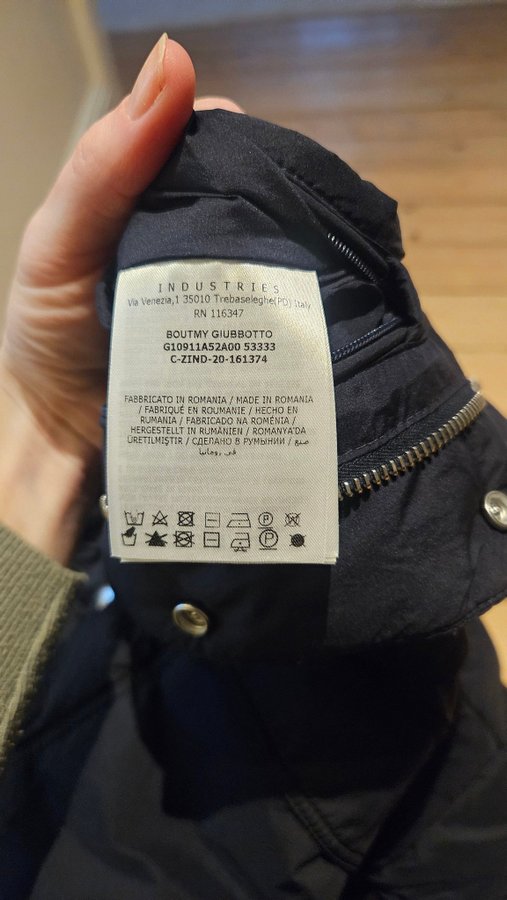 INDUSTRIES
Via Venezia,1 35010 Trebaseleghe(PD) Italy
RN 116347
BOUTMY GIUBBOTTO
G10911A52A00 53333
C-ZIND-20-161374
FABBRICATO IN ROMANIA / MADE IN ROMANIA
/ FABRIQUÉ EN ROUMANIE / HECHO EN
RUMANIA / FABRICADO NA ROMÉNIA /
HERGESTELLT IN RUMÄNIEN / ROMANYA'DA
ÜRETILMIŞTIR / СДЕЛАНО В РУМЫНИИ / صنع
في رومانيا
P
P